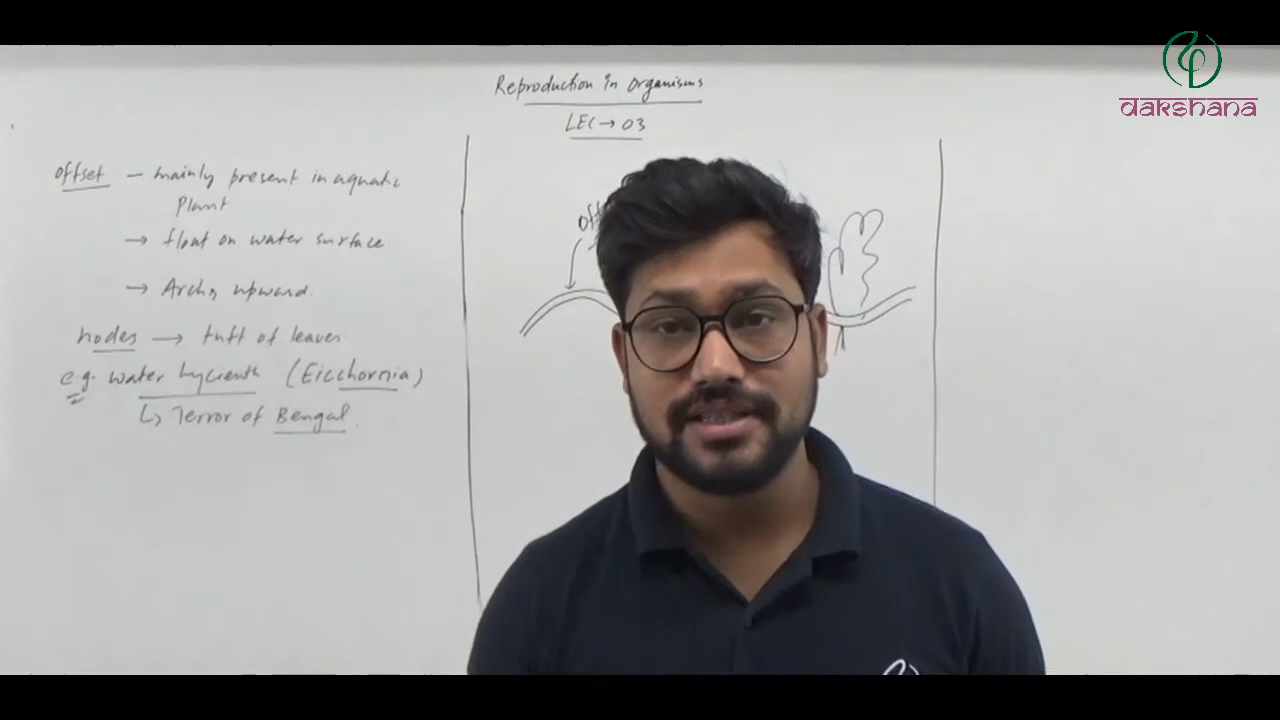 Reproduction in organisms
LEC → 03
dakshana
offset – mainly present in aquatic
plant
→ float on water surface
→ Arch, upward.
nodes → tuft of leaves
e.g. water hycienth (Eicchornia)
↳ Terror of Bengal.